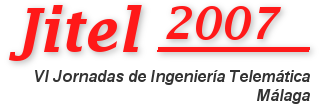 Jitel 2007
VI Jornadas de Ingeniería Telemática
Málaga